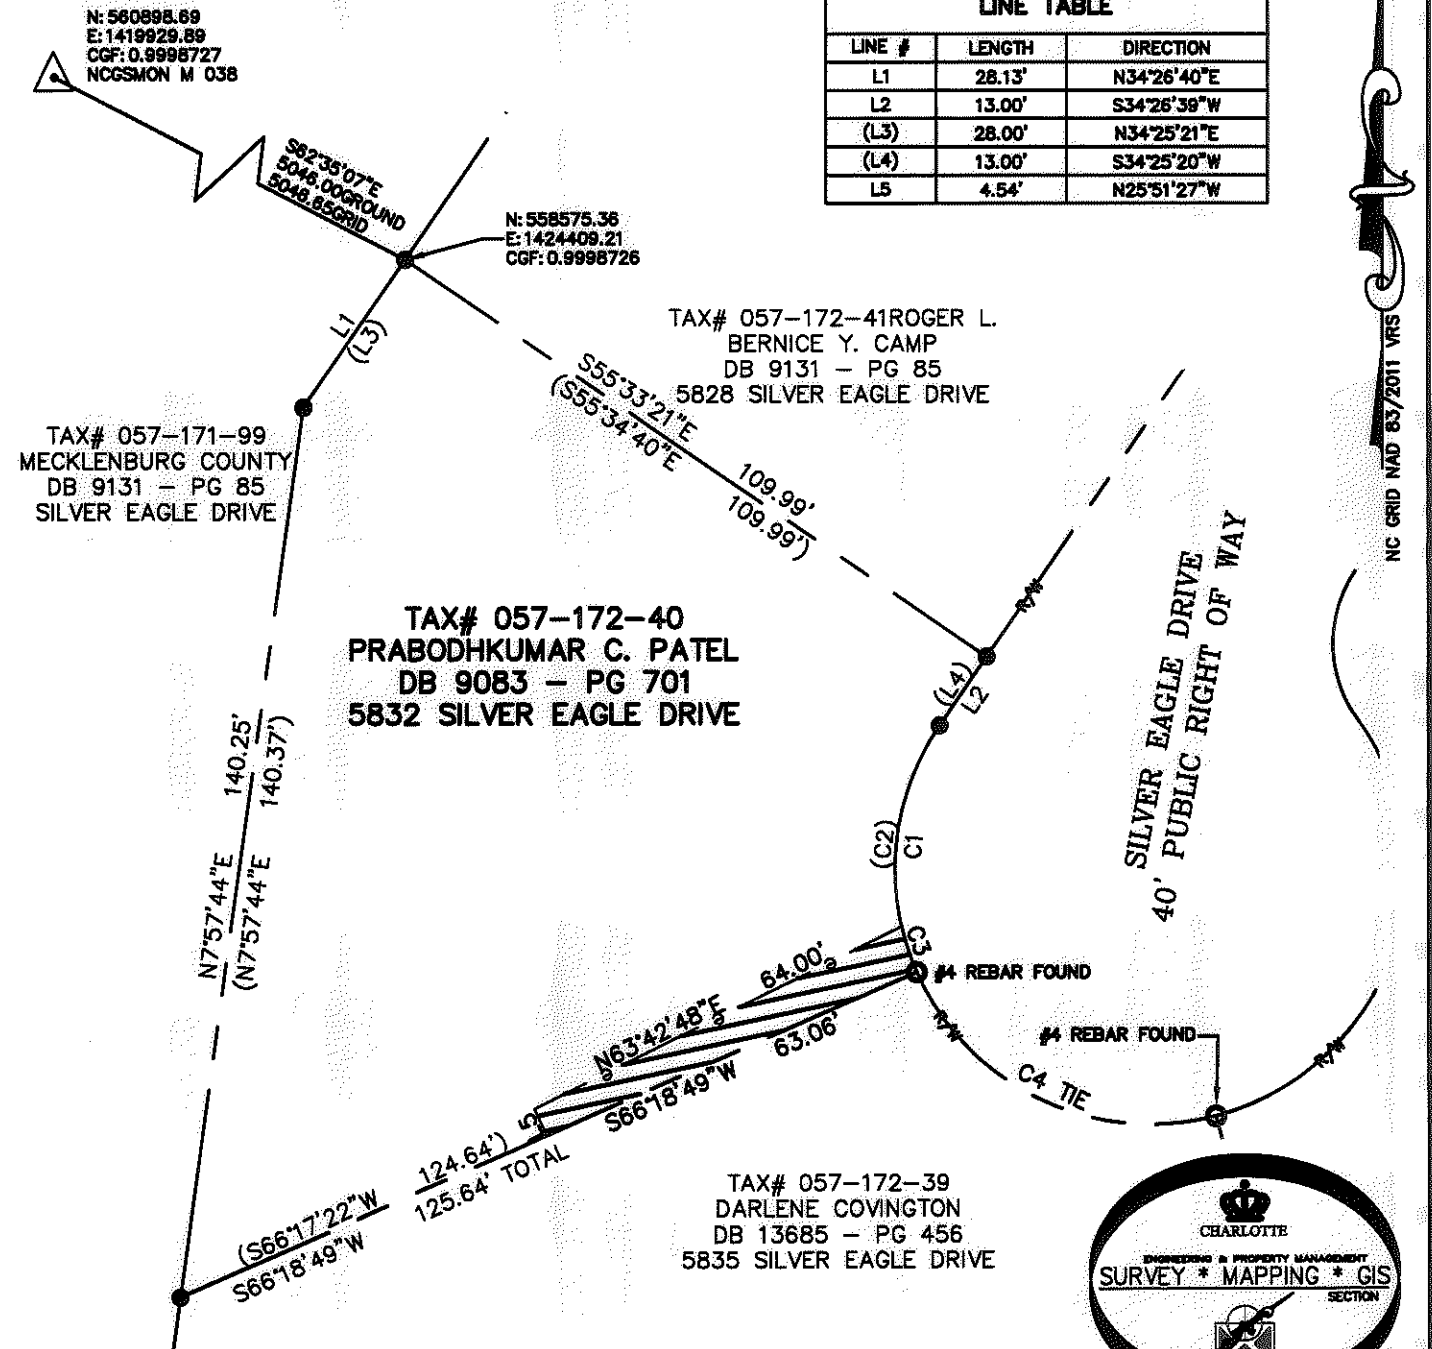 N: 560898.69
E: 1419929.89
CGF: 0.9998727
NCGSMON M 038
LINE TABLE
LINE # LENGTH DIRECTION
L1 28.13' N34°26'40"E
L2 13.00' S34°26'39"W
(L3) 28.00' N34°25'21"E
(L4) 13.00' S34°25'20"W
L5 4.54' N25°51'27"W
S62°35'07"E
5046.00GROUND
5046.65GRID
N: 558575.36
E: 1424409.21
CGF: 0.9998726
L1
(L3)
TAX# 057-172-41ROGER L.
BERNICE Y. CAMP
DB 9131 - PG 85
5828 SILVER EAGLE DRIVE
NC GRID NAD 83/2011 VRS
S55°33'21"E 109.99'
(S55°34'40"E 109.99')
TAX# 057-171-99
MECKLENBURG COUNTY
DB 9131 - PG 85
SILVER EAGLE DRIVE
R/W
SILVER EAGLE DRIVE
40' PUBLIC RIGHT OF WAY
TAX# 057-172-40
PRABODHKUMAR C. PATEL
DB 9083 - PG 701
5832 SILVER EAGLE DRIVE
(L4)
L2
N7°57'44"E 140.25'
(N7°57'44"E 140.37')
(C2)
C1
C3
#4 REBAR FOUND
N63°42'48"E 64.00'
S66°18'49"W 63.06'
R/W
#4 REBAR FOUND
R/W
C4 TIE
(S66°17'22"W 124.64')
S66°18'49"W 125.64' TOTAL
TAX# 057-172-39
DARLENE COVINGTON
DB 13685 - PG 456
5835 SILVER EAGLE DRIVE
CHARLOTTE
ENGINEERING & PROPERTY MANAGEMENT
SURVEY * MAPPING * GIS
SECTION